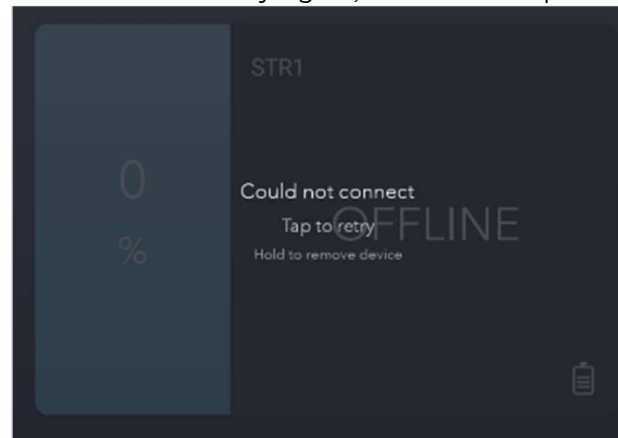 STR1
0
%
Could not connect
OFFLINE
Tap to retry
Hold to remove device